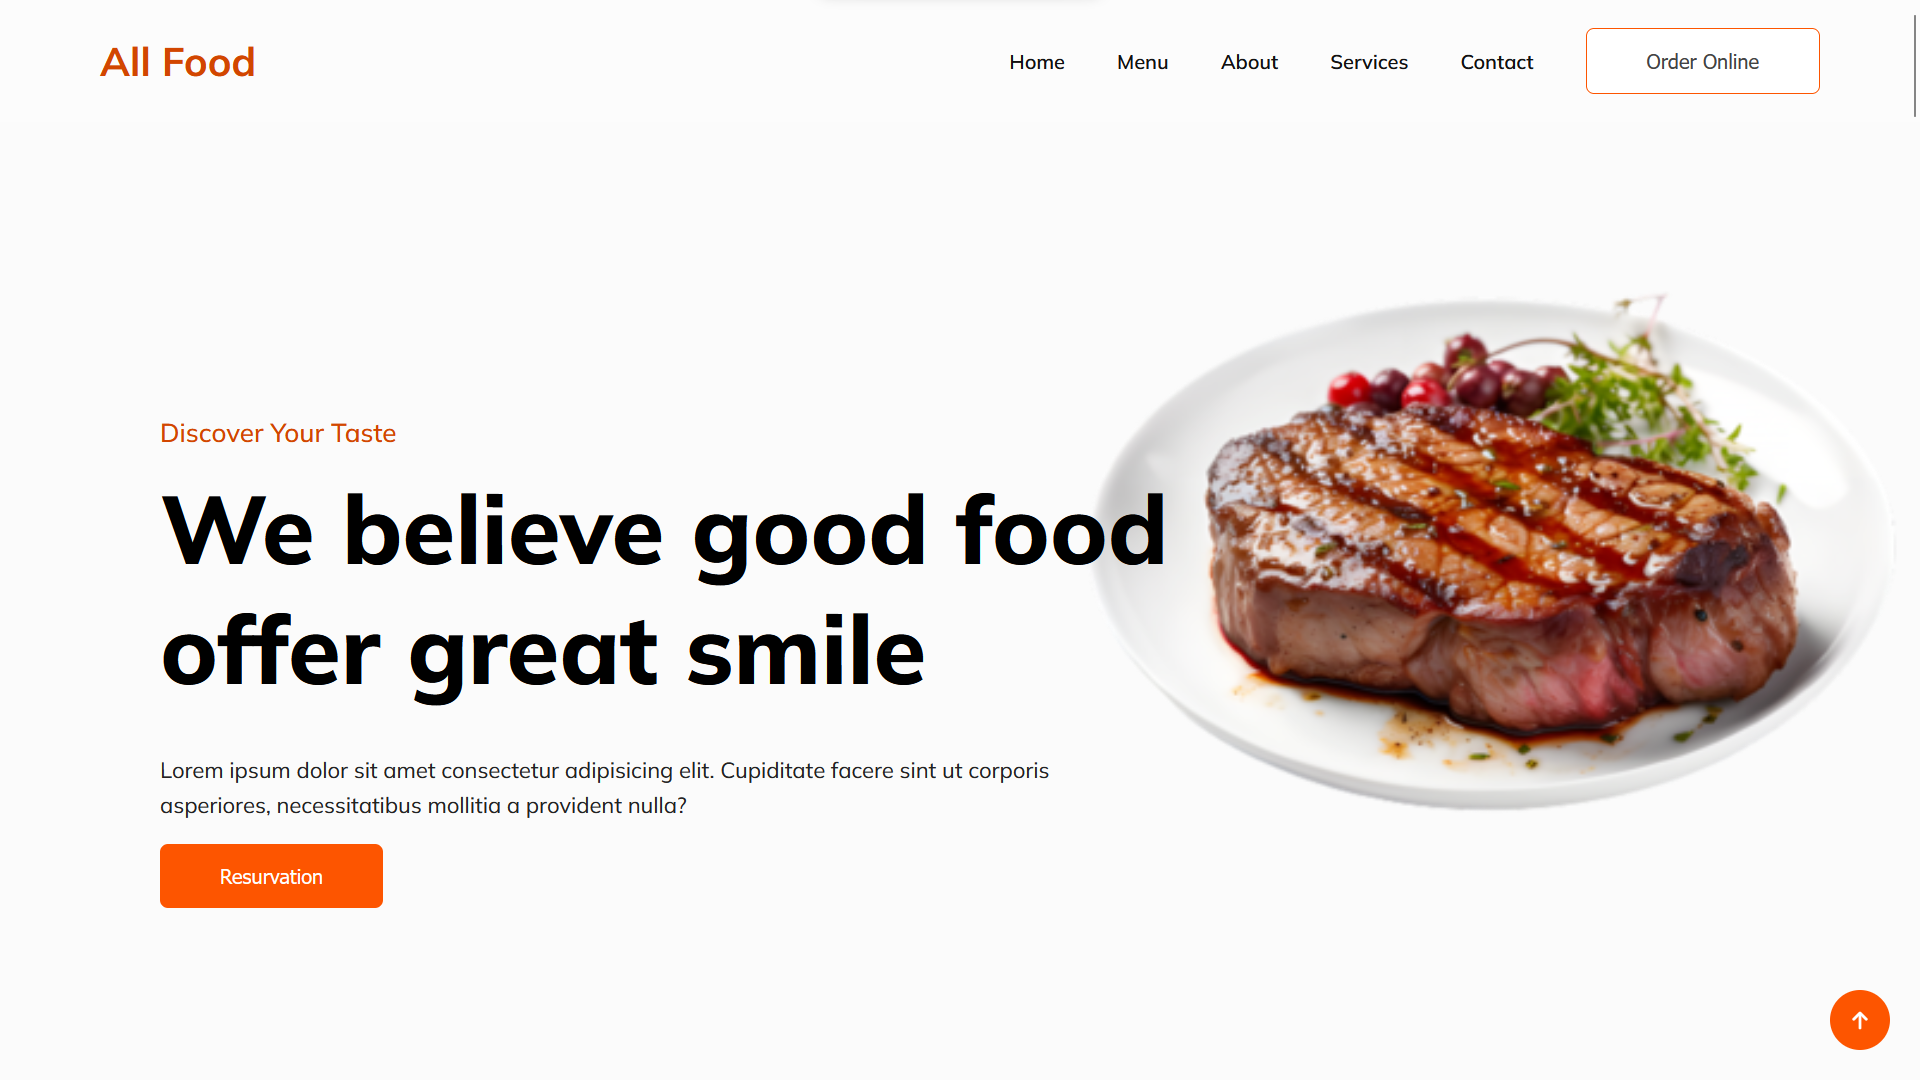 All Food
Home Menu About Services Contact Order Online
Discover Your Taste
We believe good food
offer great smile
Lorem ipsum dolor sit amet consectetur adipisicing elit. Cupiditate facere sint ut corporis
asperiores, necessitatibus mollitia a provident nulla?
Resurvation